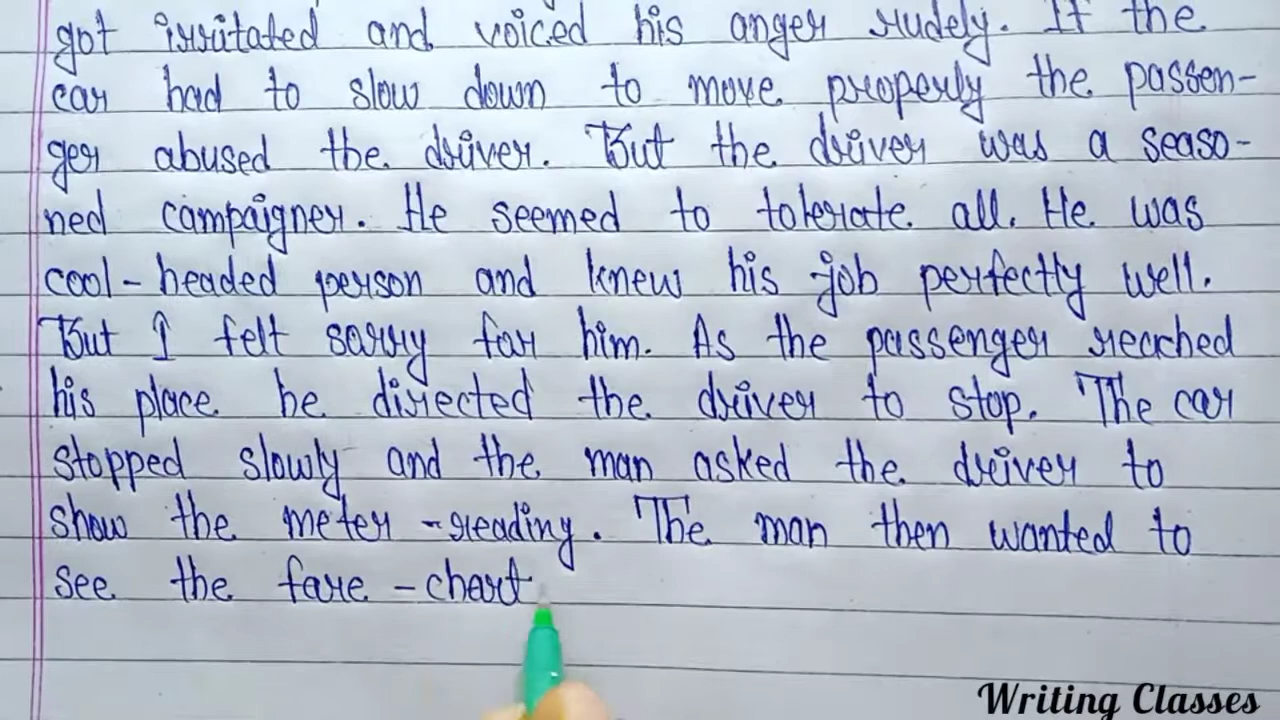 got irritated and voiced his anger rudely. If the
car had to slow down to move properly the passen-
ger abused the driver. But the driver was a seaso-
ned campaigner. He seemed to tolerate all. He was
cool-headed person and knew his job perfectly well.
But I felt sorry for him. As the passenger reached
his place he directed the driver to stop. The car
stopped slowly and the man asked the driver to
show the meter-reading. The man then wanted to
see the fare-chart
Writing Classes